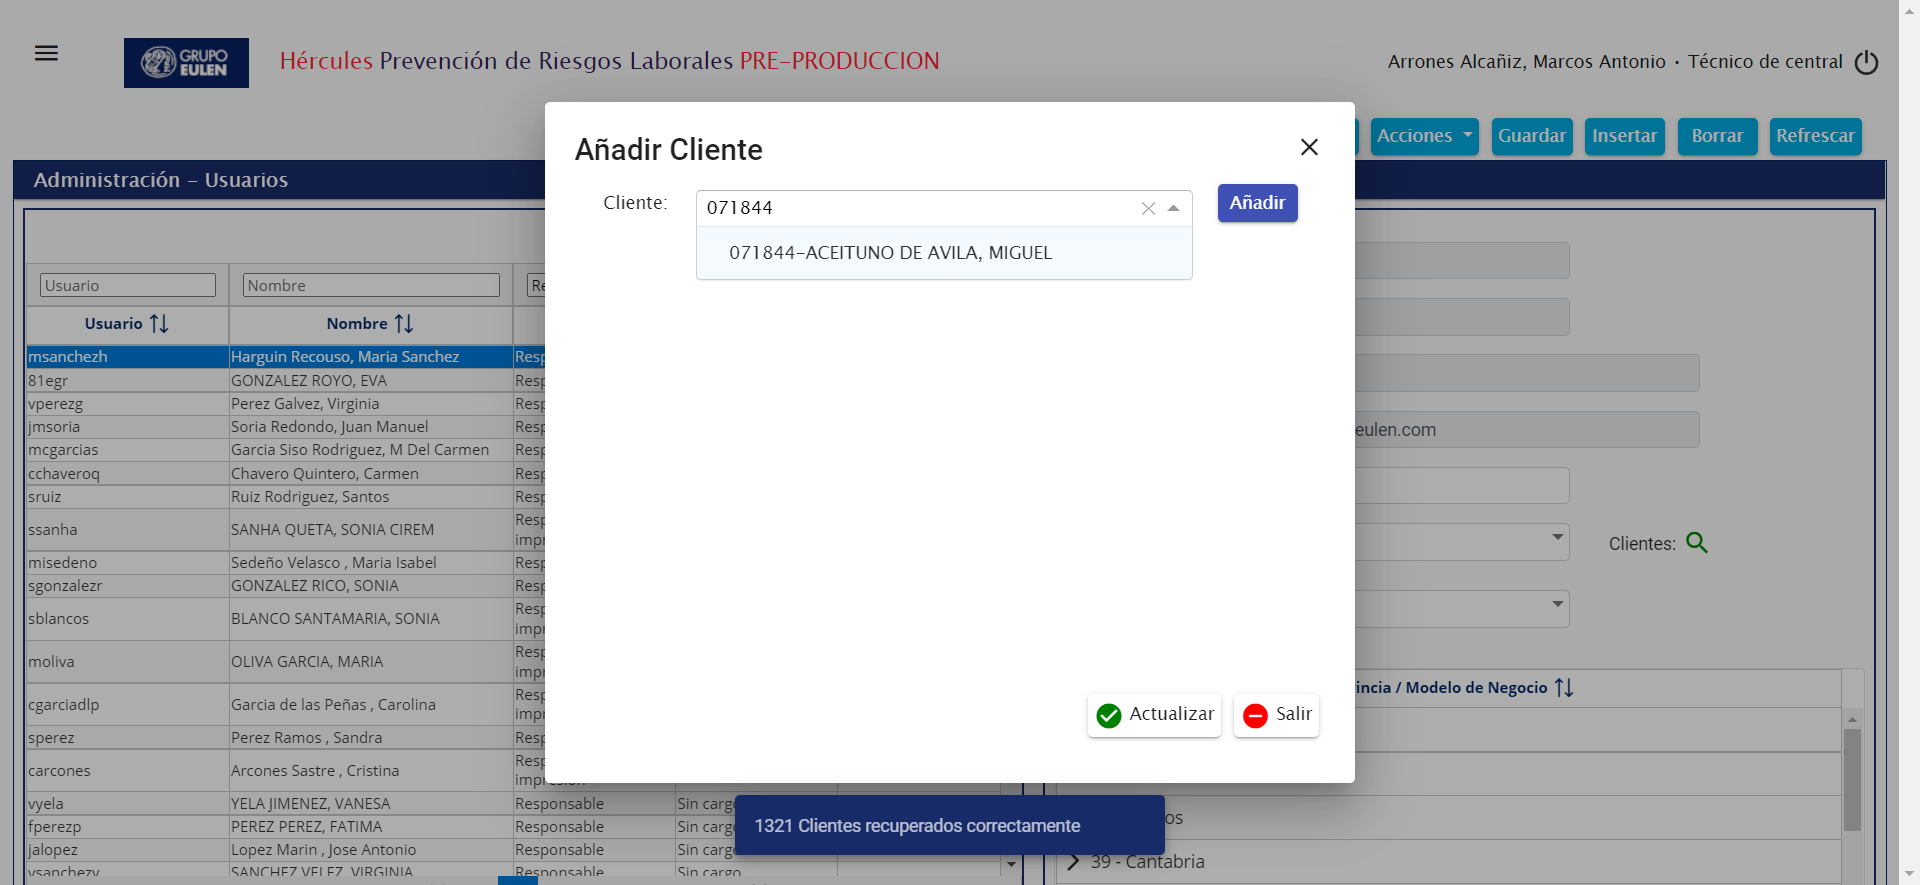 GRUPO
EULEN
Hércules Prevención de Riesgos Laborales PRE-PRODUCCION
Arrones Alcañiz, Marcos Antonio • Técnico de central
Acciones
Guardar
Insertar
Borrar
Refrescar
Administración - Usuarios
Añadir Cliente
Cliente:
071844
Añadir
071844-ACEITUNO DE AVILA, MIGUEL
Actualizar
Salir
Usuario
Nombre
Re
Usuario
Nombre
msanchezh Harguin Recouso, Maria Sanchez Resp
81egr GONZALEZ ROYO, EVA Resp
vperezg Perez Galvez, Virginia Resp
jmsoria Soria Redondo, Juan Manuel Resp
mcgarcias Garcia Siso Rodriguez, M Del Carmen Resp
cchaveroq Chavero Quintero, Carmen Resp
sruiz Ruiz Rodriguez, Santos Resp
ssanha SANHA QUETA, SONIA CIREM Resp
impr
misedeno Sedeño Velasco , Maria Isabel Resp
sgonzalezr GONZALEZ RICO, SONIA Resp
sblancos BLANCO SANTAMARIA, SONIA Resp
impr
moliva OLIVA GARCIA, MARIA Resp
impr
cgarciadlp Garcia de las Peñas , Carolina Resp
impr
sperez Perez Ramos , Sandra Resp
carcones Arcones Sastre , Cristina Resp
impresión
vyela YELA JIMENEZ, VANESA Responsable Sin cargo
fperezp PEREZ PEREZ, FATIMA Responsable Sin cargo
jalopez Lopez Marin , Jose Antonio Responsable Sin cargo
vsanchezv SANCHEZ VELEZ, VIRGINIA Responsable Sin cargo
eulen.com
Clientes:
incia / Modelo de Negocio
os
39 - Cantabria
1321 Clientes recuperados correctamente